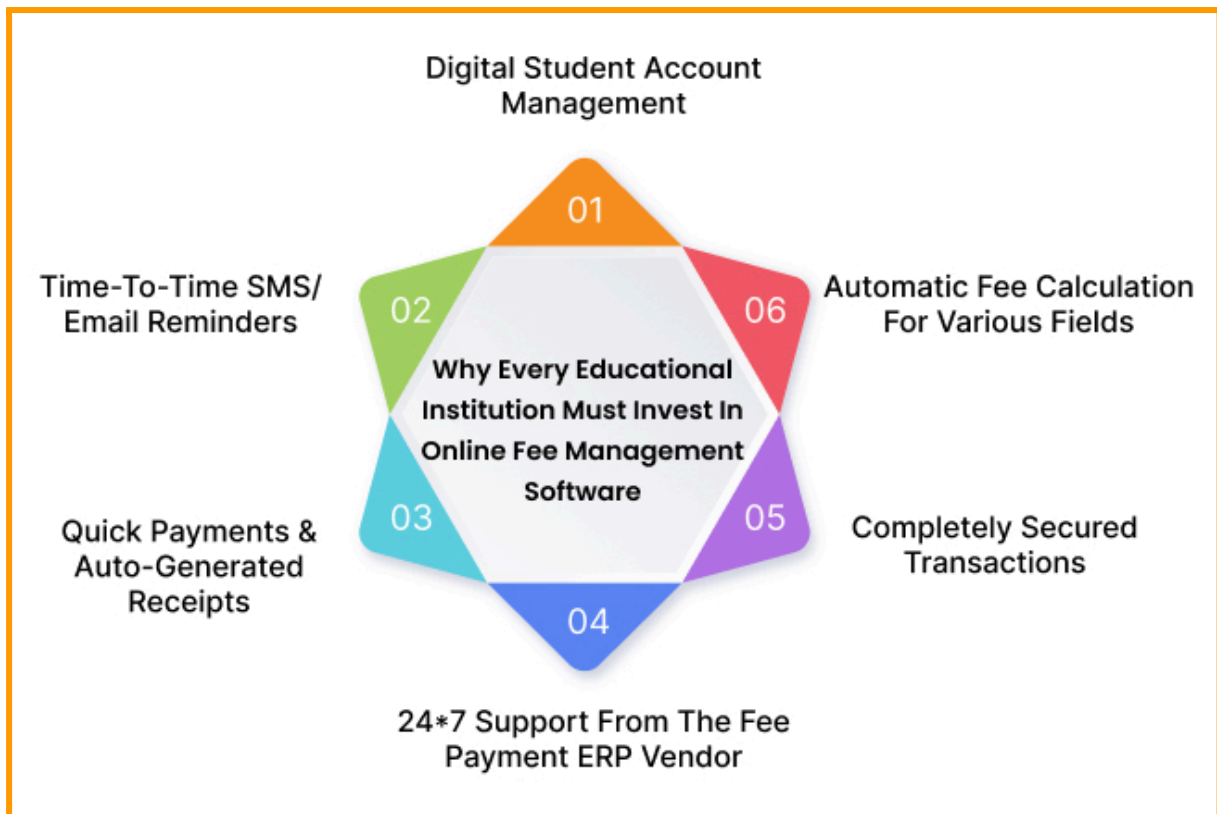 Digital Student Account
Management
01
Time-To-Time SMS/
Email Reminders
02
06
Automatic Fee Calculation
For Various Fields
Why Every Educational
Institution Must Invest In
Online Fee Management
Software
Quick Payments &
Auto-Generated
Receipts
03
05
Completely Secured
Transactions
04
24*7 Support From The Fee
Payment ERP Vendor